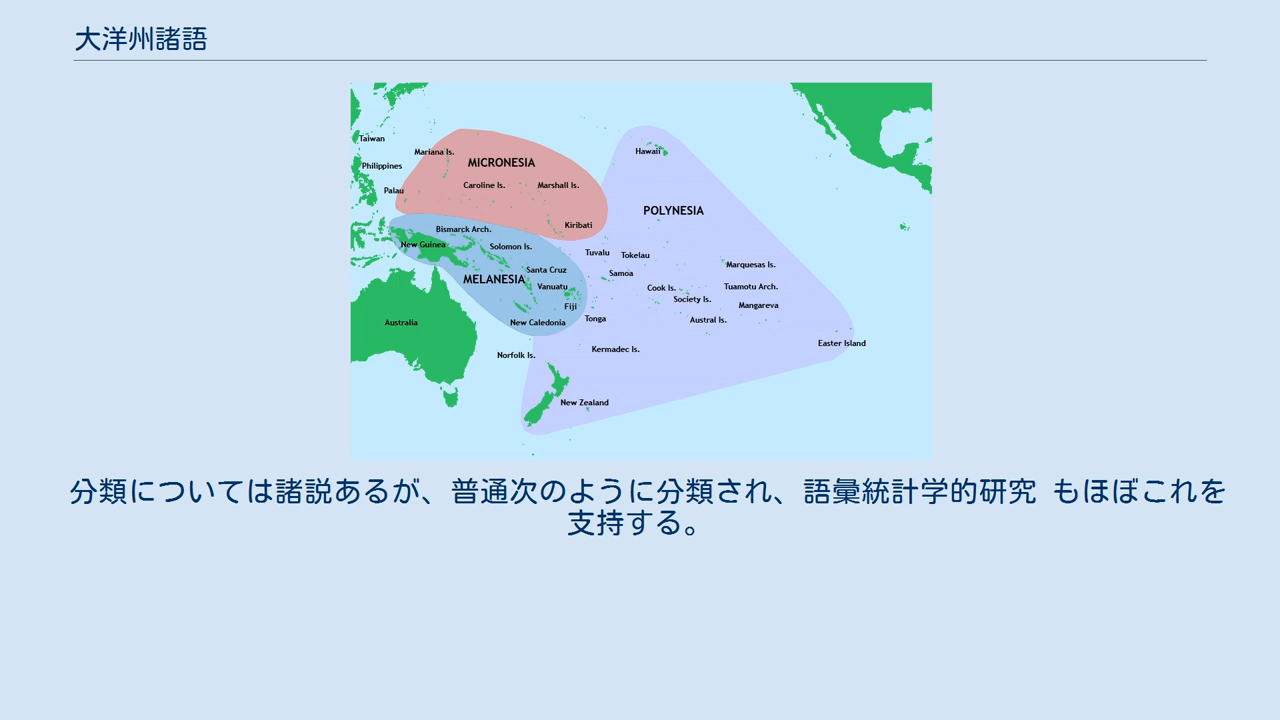 大洋州諸語
Taiwan
Mariana Is.
Hawaii
MICRONESIA
Philippines
Palau
Caroline Is.
Marshall Is.
POLYNESIA
Kiribati
Bismarck Arch.
New Guinea
Solomon Is.
Tuvalu
Tokelau
Marquesas Is.
Santa Cruz
Samoa
MELANESIA
Vanuatu
Cook Is.
Tuamotu Arch.
Society Is.
Fiji
Mangareva
Tonga
Austral Is.
Australia
New Caledonia
Easter Island
Norfolk Is.
Kermadec Is.
New Zealand
分類については諸説あるが、普通次のように分類され、語彙統計学的研究 もほぼこれを
支持する。